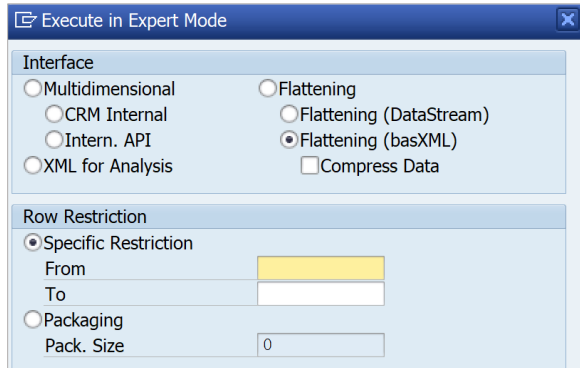 Execute in Expert Mode
Interface
Multidimensional Flattening
CRM Internal Flattening (DataStream)
Intern. API Flattening (basXML)
XML for Analysis Compress Data
Row Restriction
Specific Restriction
From
To
Packaging
Pack. Size 0